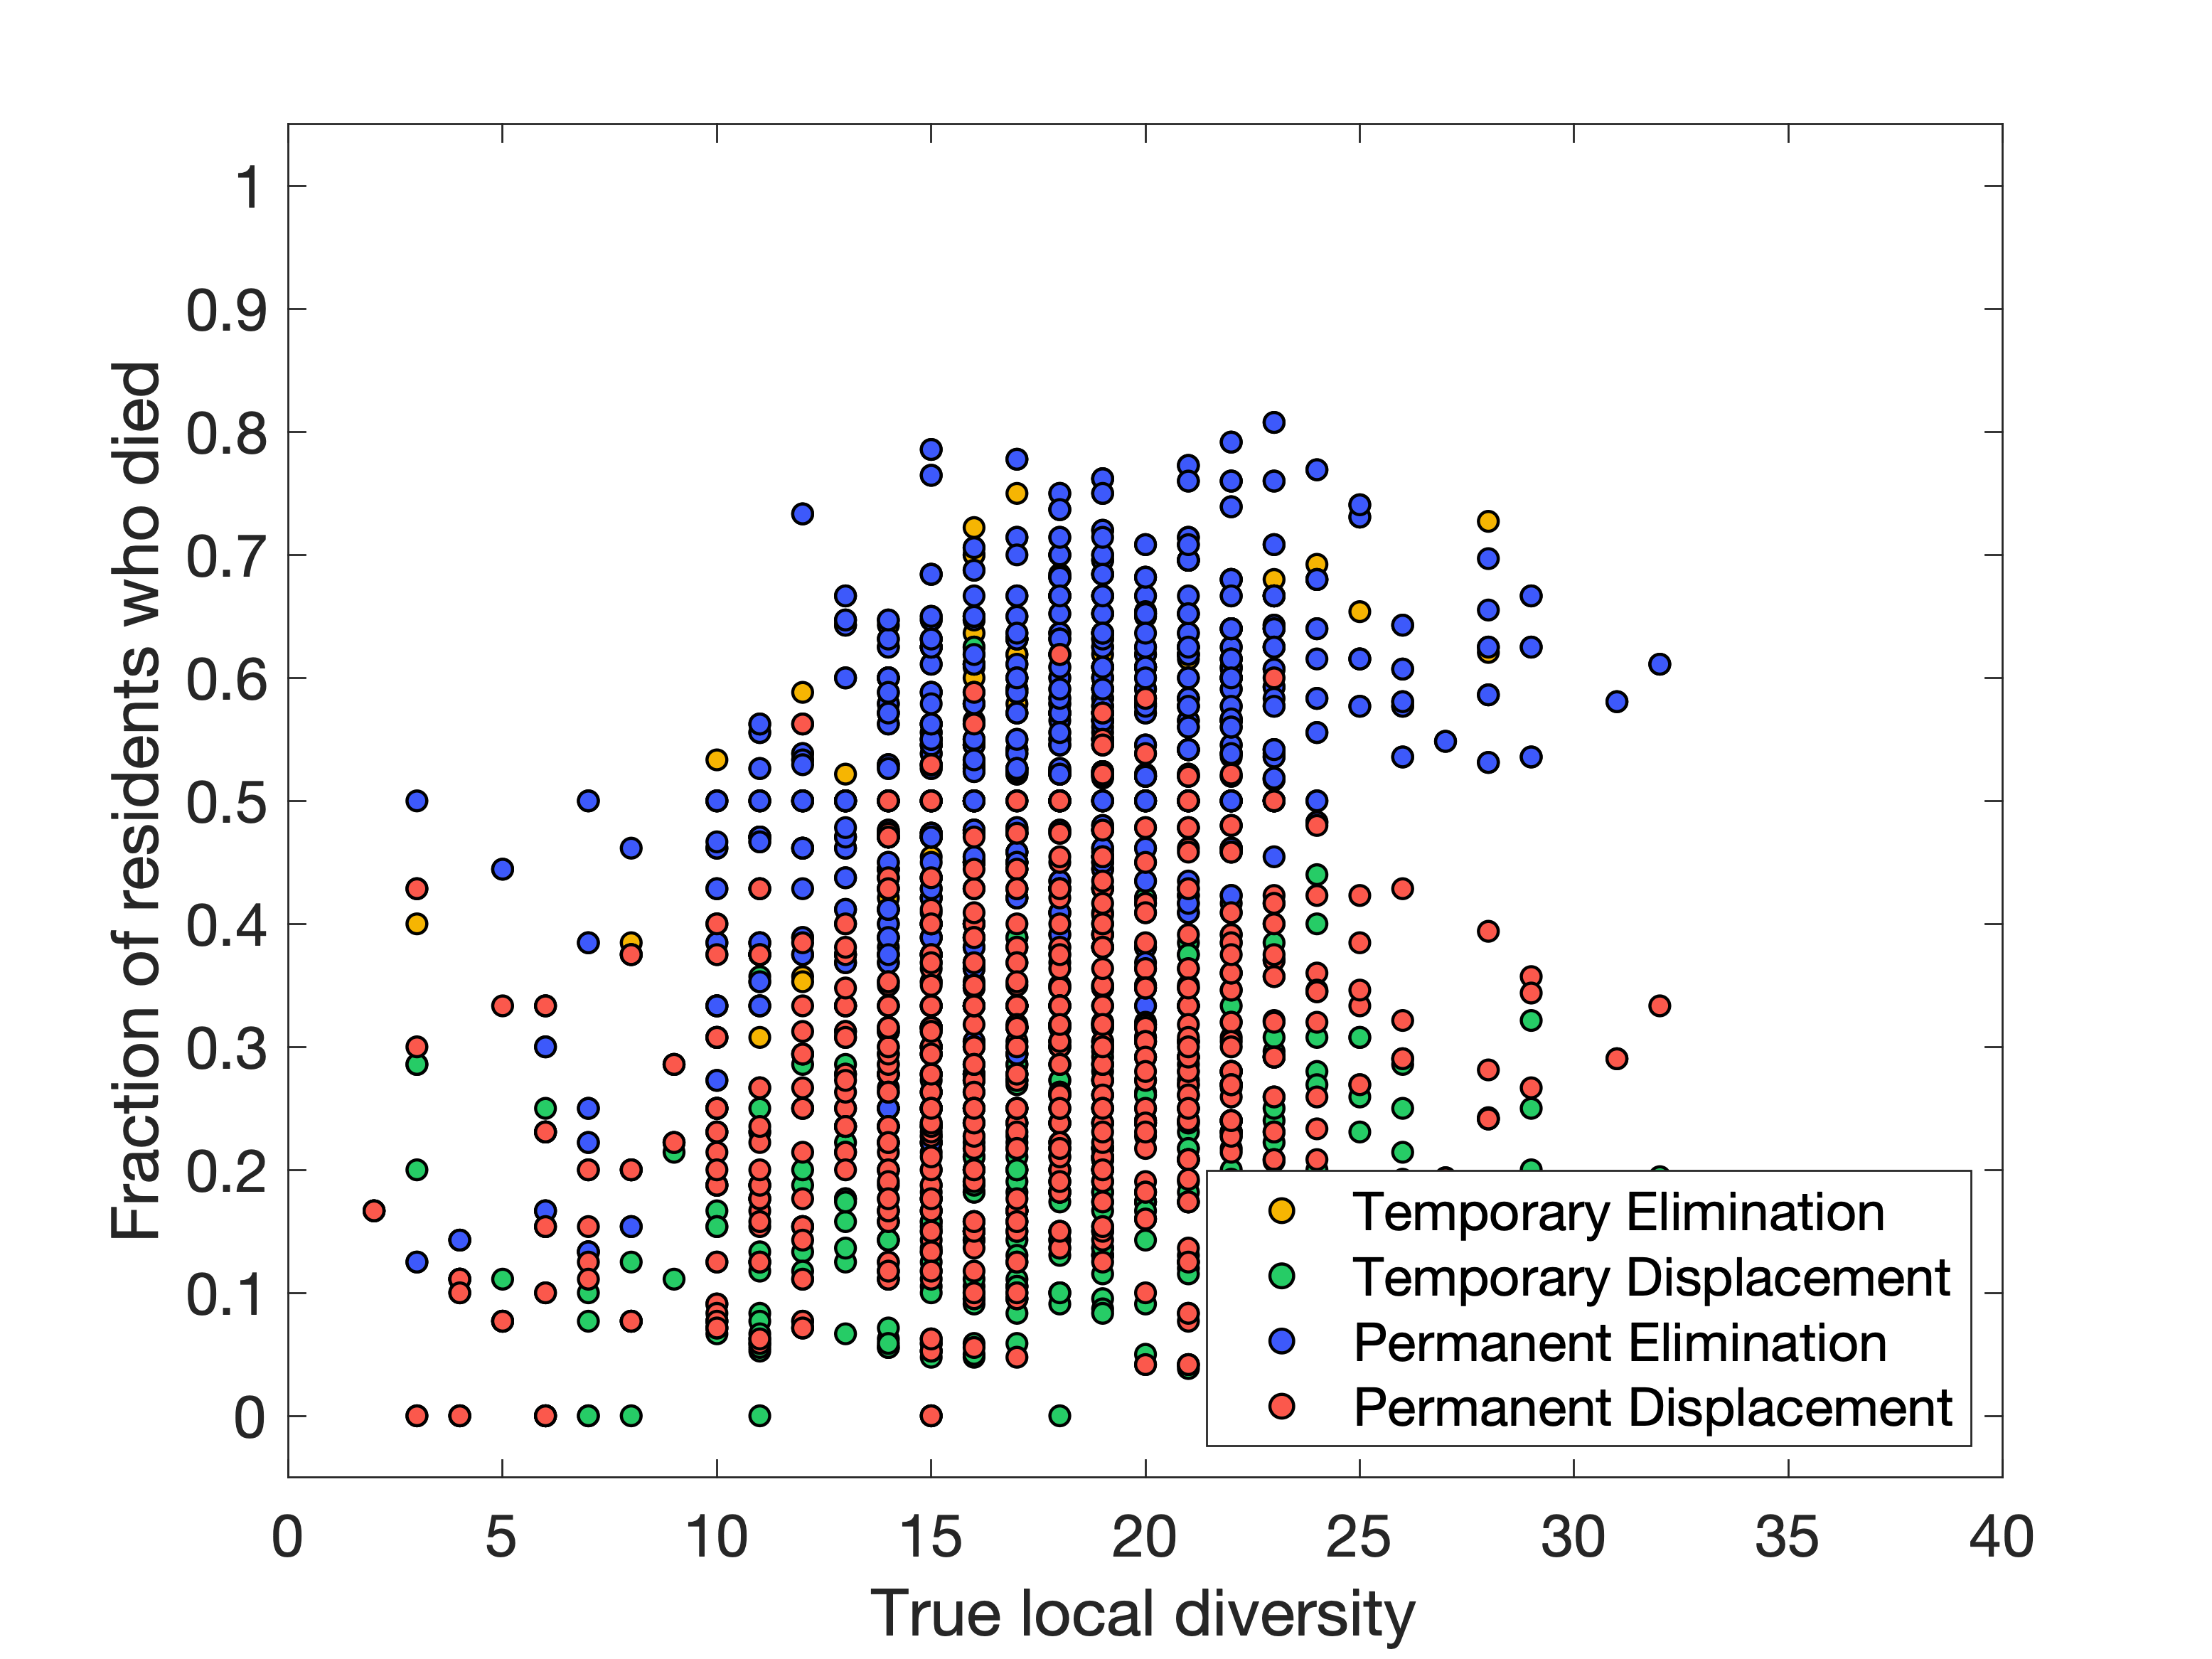 Fraction of residents who died
1
0.9
0.8
0.7
0.6
0.5
0.4
0.3
0.2
0.1
0
Temporary Elimination
Temporary Displacement
Permanent Elimination
Permanent Displacement
0 5 10 15 20 25 30 35 40
True local diversity